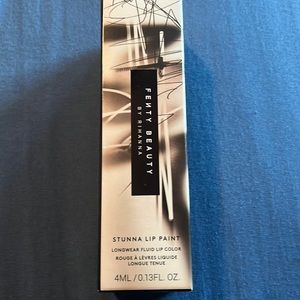 FENTY BEAUTY
BY RIHANNA
STUNNA LIP PAINT
LONGWEAR FLUID LIP COLOR
ROUGE À LÈVRES LIQUIDE
LONGUE TENUE
4ML / 0.13FL. OZ.